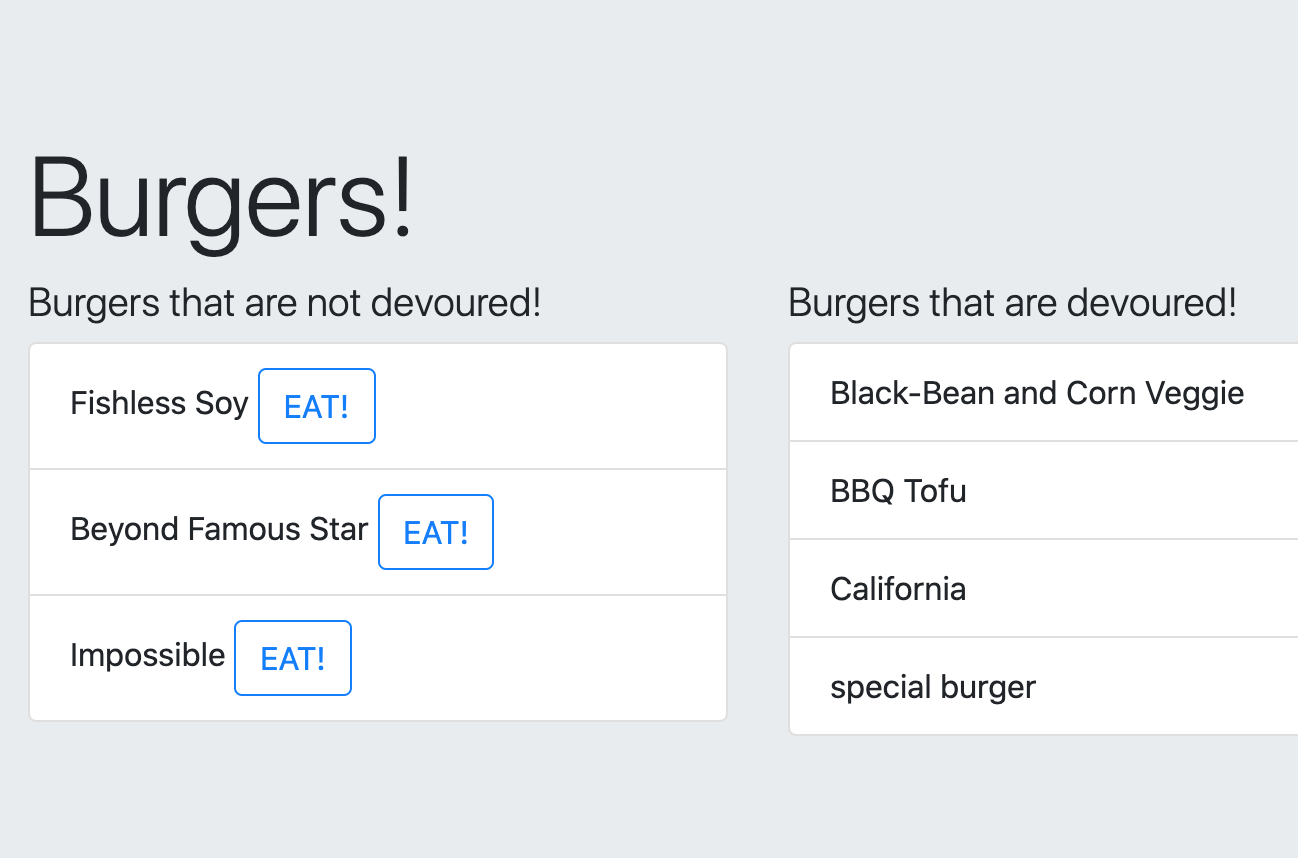 Burgers!
Burgers that are not devoured!
Fishless Soy EAT!
Beyond Famous Star EAT!
Impossible EAT!
Burgers that are devoured!
Black-Bean and Corn Veggie
BBQ Tofu
California
special burger